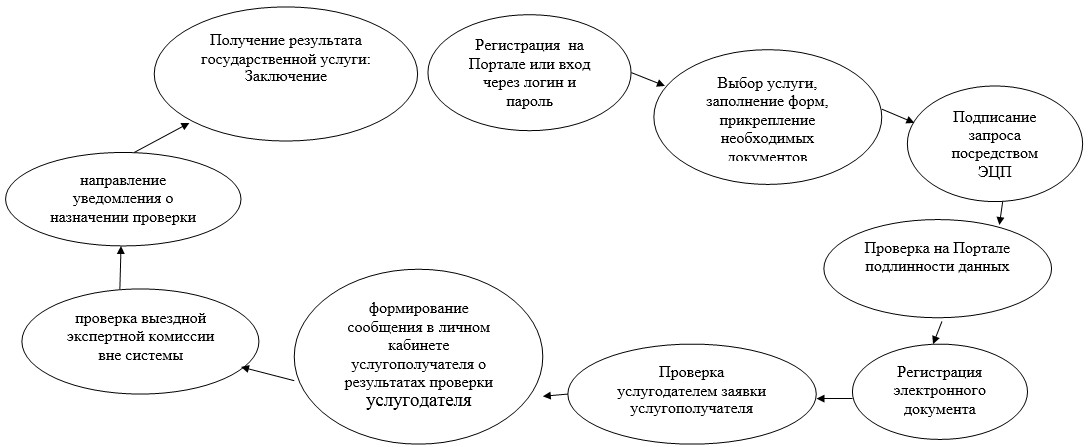 Получение результата
государственной услуги:
Заключение
Регистрация на
Портале или вход
через логин и
пароль
Выбор услуги,
заполнение форм,
прикрепление
необходимых
документов
Подписание
запроса
посредством
ЭЦП
Проверка на Портале
подлинности данных
Регистрация
электронного
документа
Проверка
услугодателем заявки
услугополучателя
формирование
сообщения в личном
кабинете
услугополучателя о
результатах проверки
услугодателя
проверка выездной
экспертной комиссии
вне системы
направление
уведомления о
назначении проверки